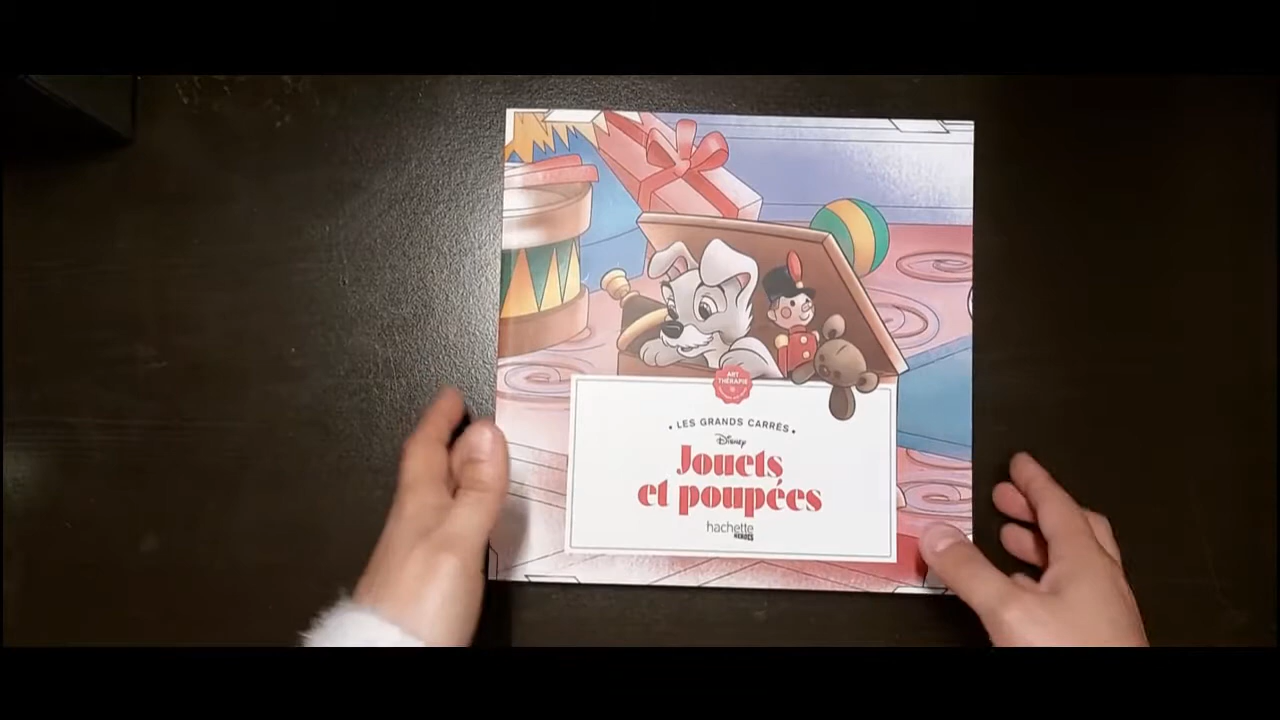 ART
THÉRAPIE
LES GRANDS CARRÉS
Disney
Jouets
et poupées
hachette
HEROES